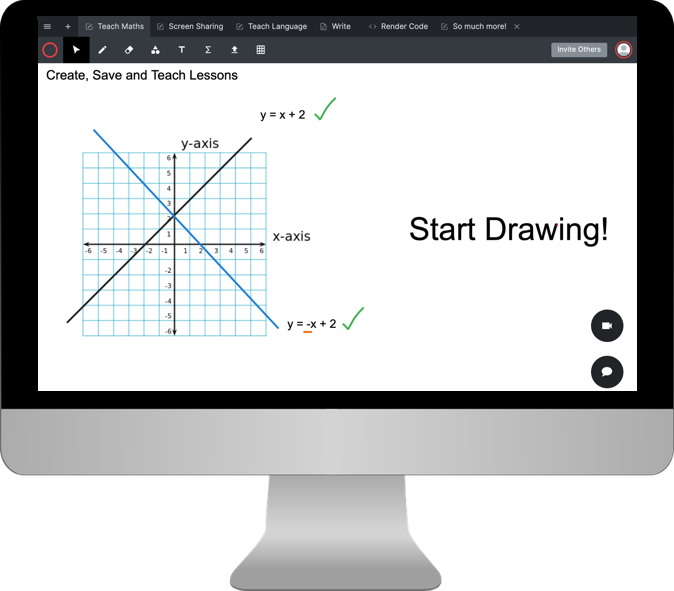 Teach Maths Screen Sharing Teach Language Write Render Code So much more!
Invite Others
Create, Save and Teach Lessons
y = x + 2
y-axis
6
5
4
3
2
1
x-axis
-6 -5 -4 -3 -2 -1 1 2 3 4 5 6
-2
-3
-4
-5
-6
Start Drawing!
y = -x + 2